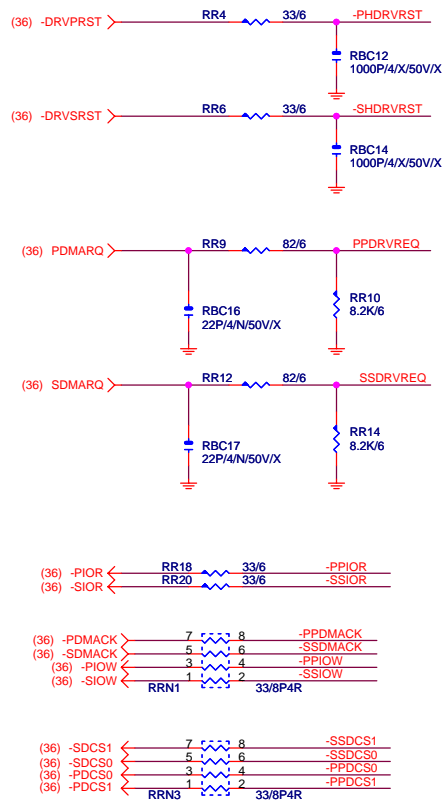 (36) -DRVPRST RR4 33/6 -PHDRVRST
RBC12
1000P/4/X/50V/X
(36) -DRVSRST RR6 33/6 -SHDRVRST
RBC14
1000P/4/X/50V/X
(36) PDMARQ RR9 82/6 PPDRVREQ
RBC16
22P/4/N/50V/X
RR10
8.2K/6
(36) SDMARQ RR12 82/6 SSDRVREQ
RBC17
22P/4/N/50V/X
RR14
8.2K/6
(36) -PIOR RR18 33/6 -PPIOR
(36) -SIOR RR20 33/6 -SSIOR
(36) -PDMACK 7 8 -PPDMACK
(36) -SDMACK 5 6 -SSDMACK
(36) -PIOW 3 4 -PPIOW
(36) -SIOW 1 2 -SSIOW
RRN1 33/8P4R
(36) -SDCS1 7 8 -SSDCS1
(36) -SDCS0 5 6 -SSDCS0
(36) -PDCS0 3 4 -PPDCS0
(36) -PDCS1 1 2 -PPDCS1
RRN3 33/8P4R